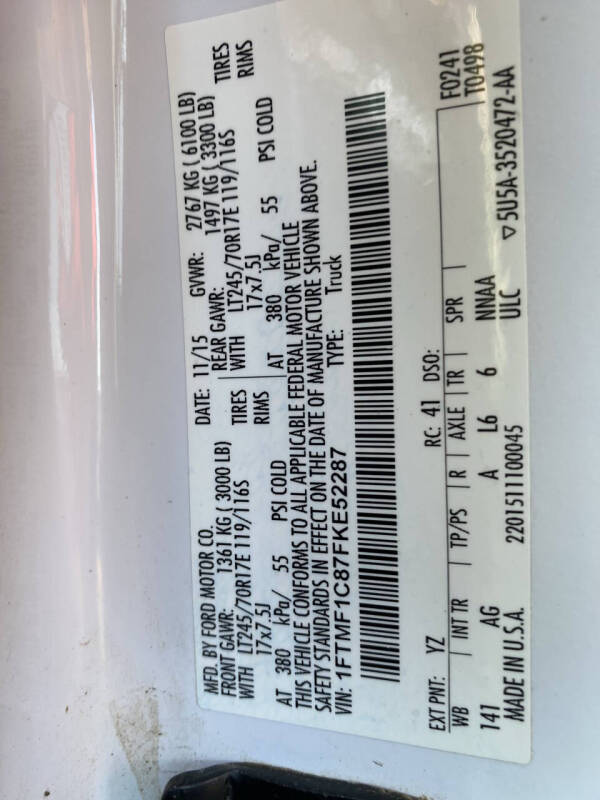 MFD. BY FORD MOTOR CO.
DATE: 11/15 GVWR: 2767 KG ( 6100 LB)
FRONT GAWR: 1361 KG ( 3000 LB) REAR GAWR: 1497 KG ( 3300 LB)
WITH LT245/70R17E 119/116S TIRES WITH LT245/70R17E 119/116S TIRES
17x7.5J RIMS 17x7.5J RIMS
AT 380 kPa/ 55 PSI COLD AT 380 kPa/ 55 PSI COLD
THIS VEHICLE CONFORMS TO ALL APPLICABLE FEDERAL MOTOR VEHICLE
SAFETY STANDARDS IN EFFECT ON THE DATE OF MANUFACTURE SHOWN ABOVE.
VIN: 1FTMF1C87FKE52287 TYPE: Truck
F0241
T0498
EXT PNT: YZ RC: 41 DSO:
WB | INT TR | TP/PS | R | AXLE | TR | SPR
141 AG A L6 6 NNAA
ULC
MADE IN U.S.A. 2201511100045 ▽5U5A-3520472-AA